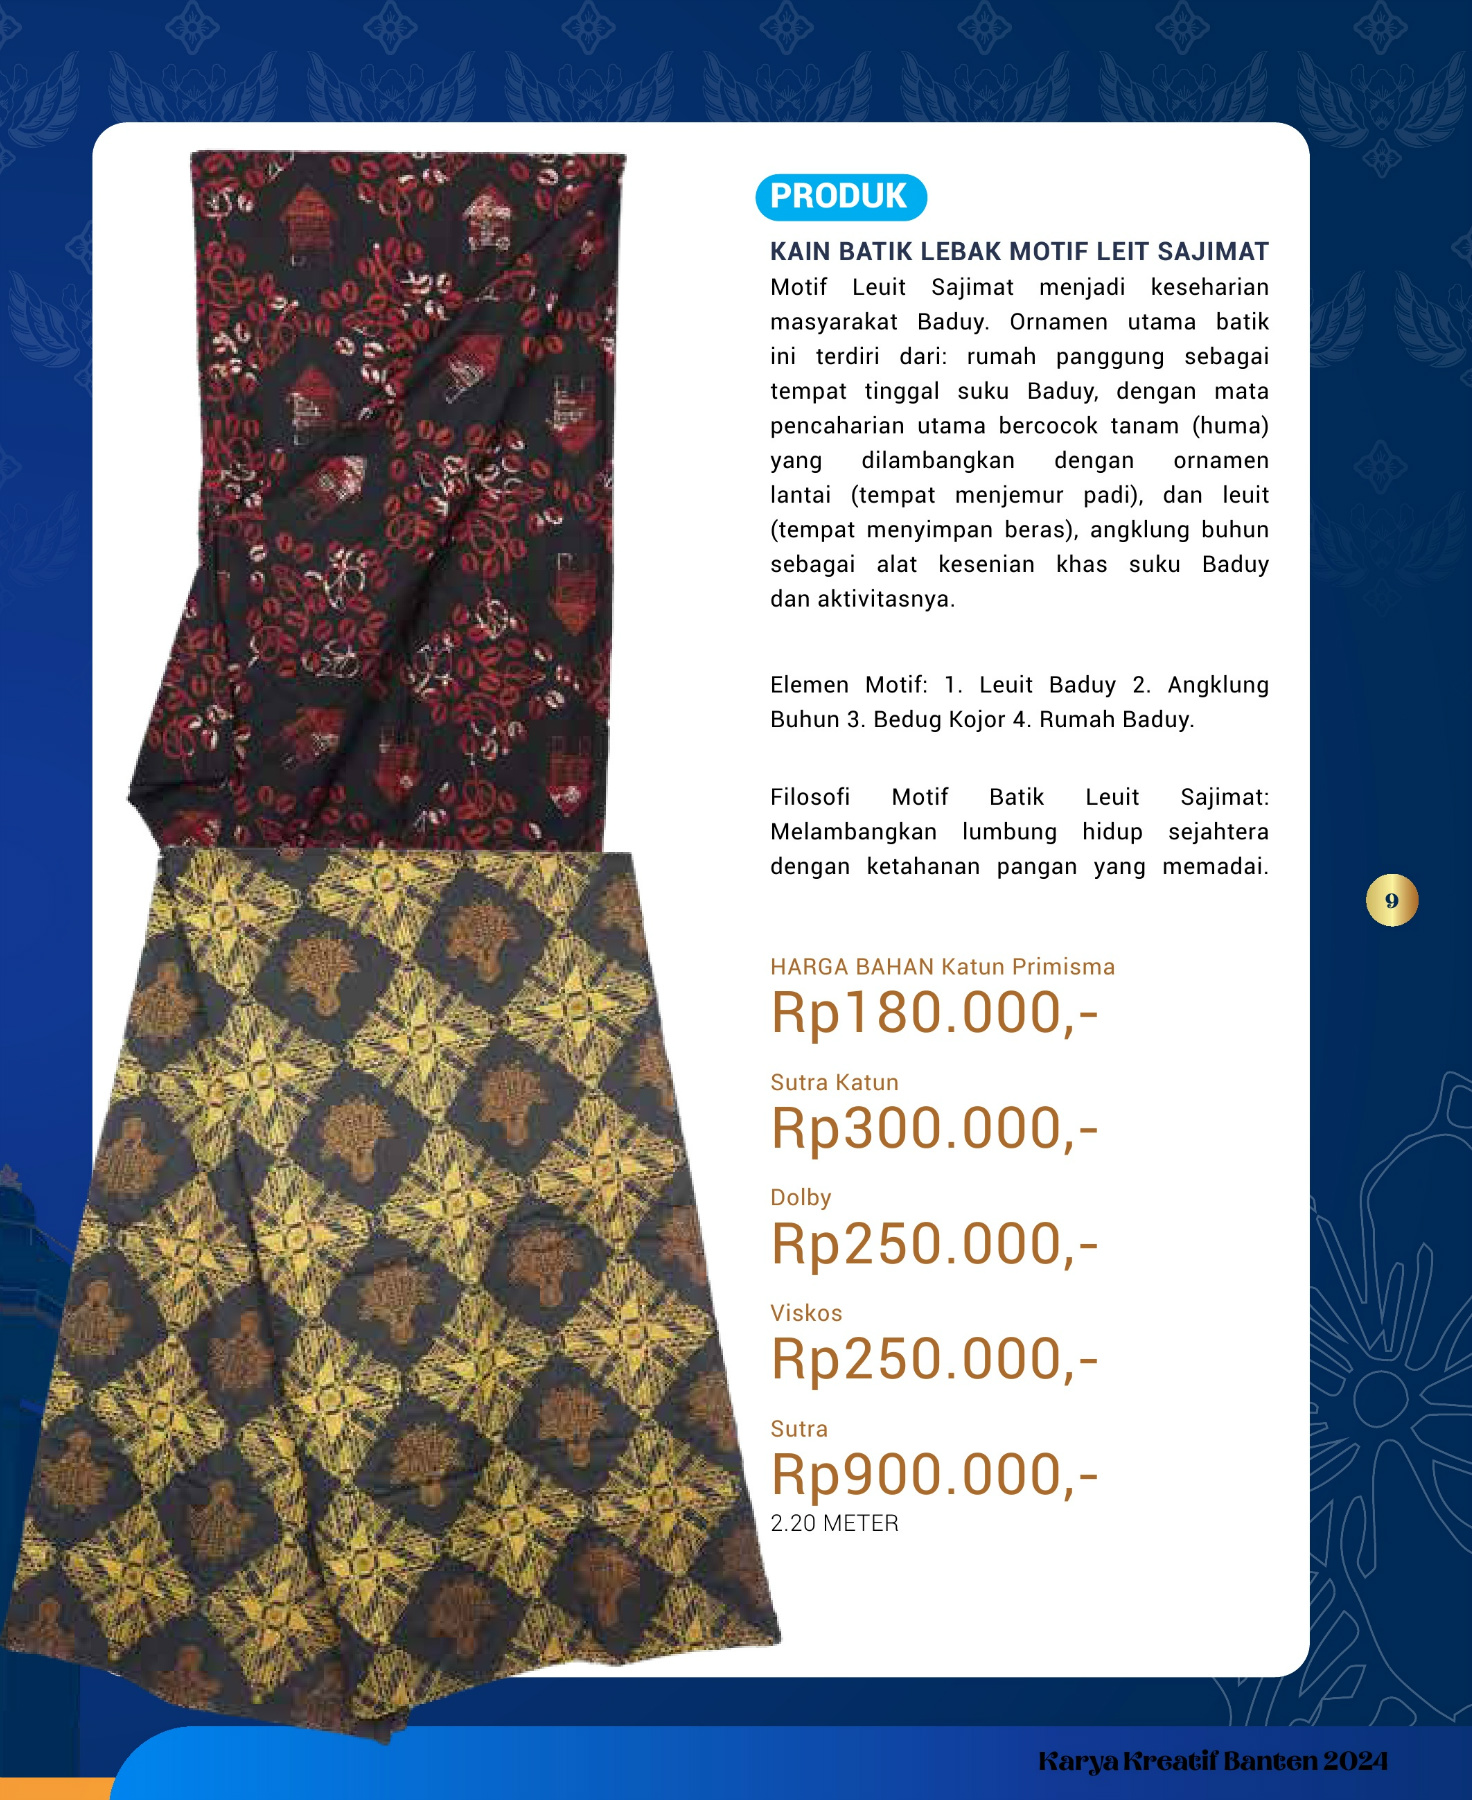 PRODUK
KAIN BATIK LEBAK MOTIF LEIT SAJIMAT
Motif Leuit Sajimat menjadi keseharian
masyarakat Baduy. Ornamen utama batik
ini terdiri dari: rumah panggung sebagai
tempat tinggal suku Baduy, dengan mata
pencaharian utama bercocok tanam (huma)
yang dilambangkan dengan ornamen
lantai (tempat menjemur padi), dan leuit
(tempat menyimpan beras), angklung buhun
sebagai alat kesenian khas suku Baduy
dan aktivitasnya.
Elemen Motif: 1. Leuit Baduy 2. Angklung
Buhun 3. Bedug Kojor 4. Rumah Baduy.
Filosofi Motif Batik Leuit Sajimat:
Melambangkan lumbung hidup sejahtera
dengan ketahanan pangan yang memadai.
9
HARGA BAHAN Katun Primisma
Rp180.000,-
Sutra Katun
Rp300.000,-
Dolby
Rp250.000,-
Viskos
Rp250.000,-
Sutra
Rp900.000,-
2.20 METER
Karya Kreatif Banten 2024